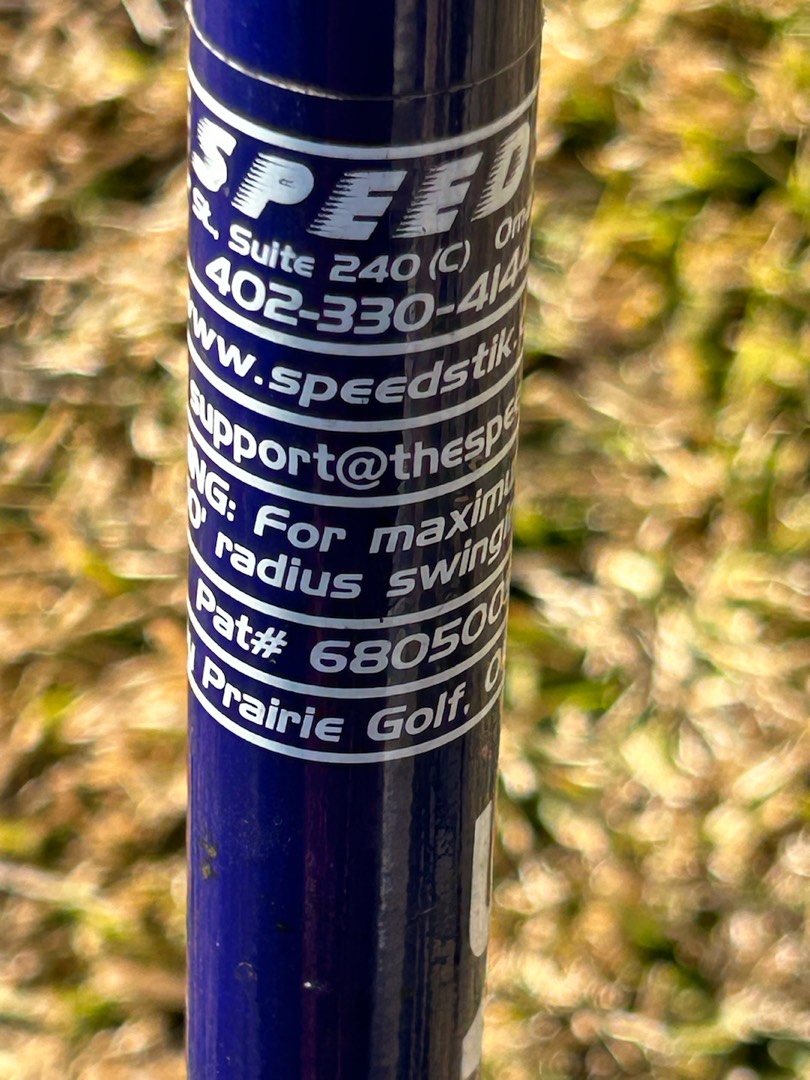 SPEED
St, Suite 240 (C) Om
402-330-414
www.speedstik.
support@thespe
NG: For maximu
0' radius swingi
Pat# 680500
Prairie Golf, O